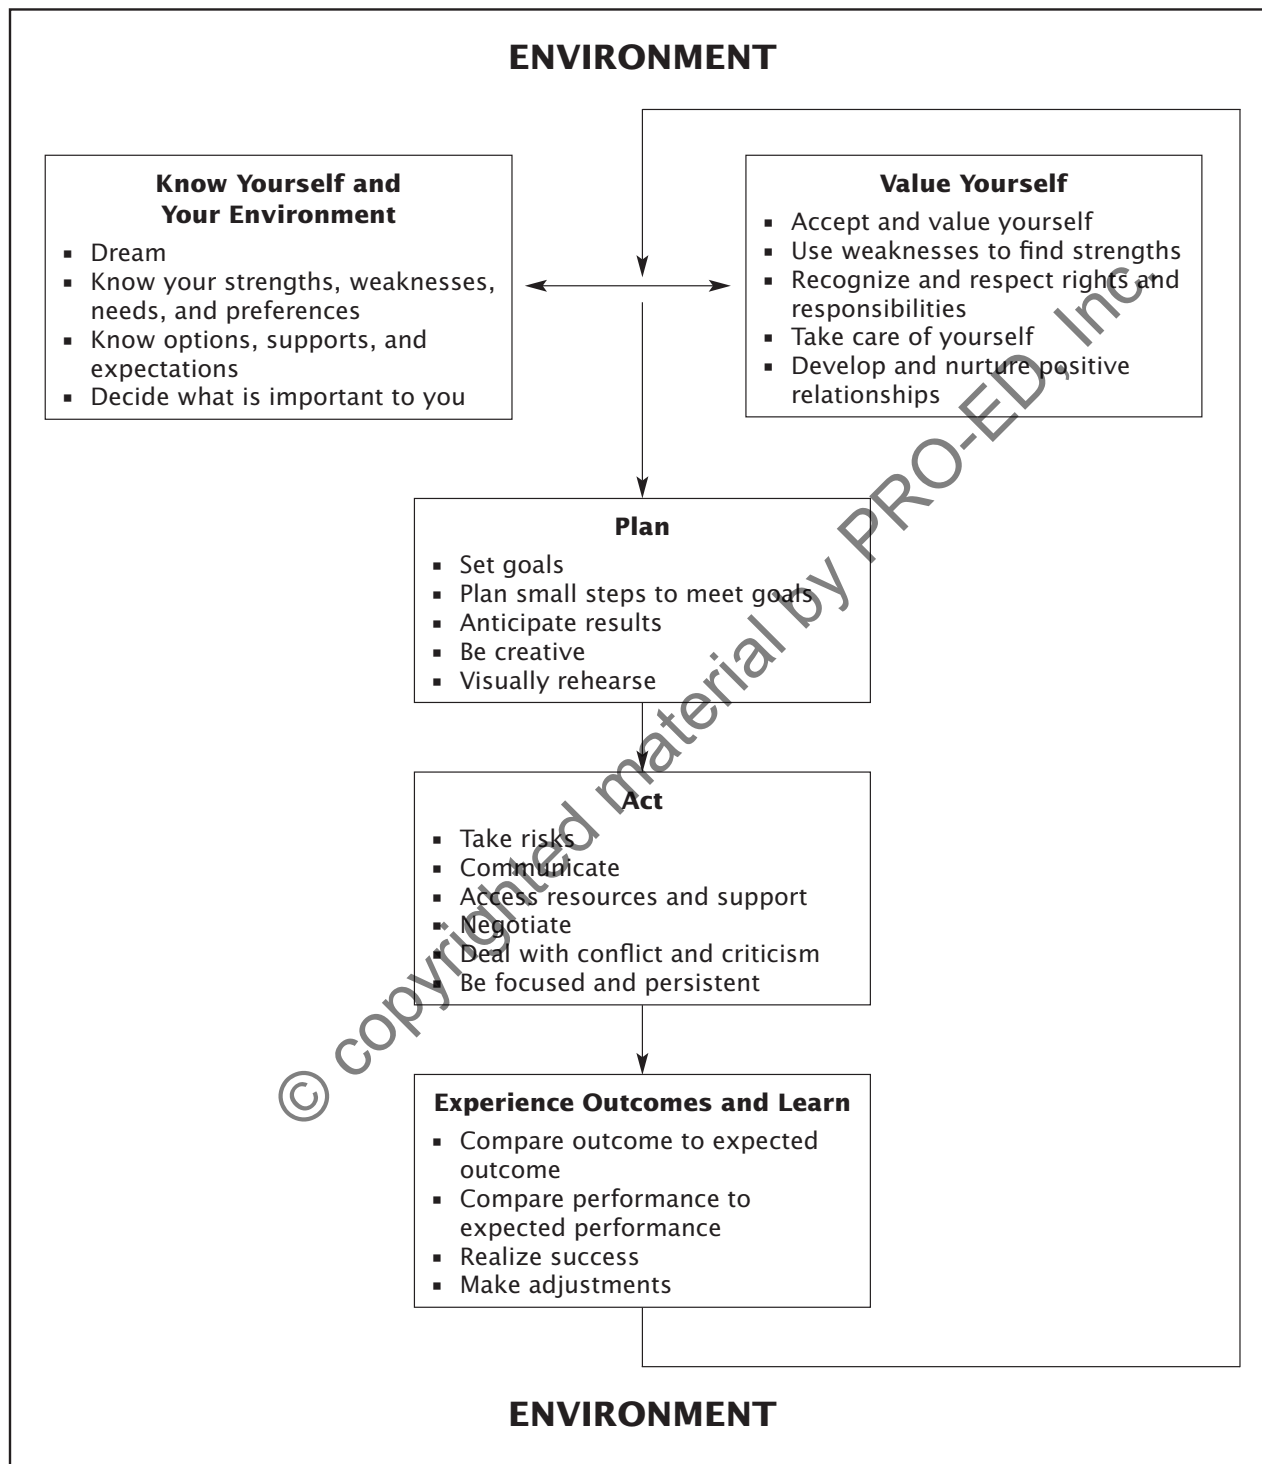 ENVIRONMENT
Know Yourself and
Your Environment
▪ Dream
▪ Know your strengths, weaknesses,
needs, and preferences
▪ Know options, supports, and
expectations
▪ Decide what is important to you
Value Yourself
▪ Accept and value yourself
▪ Use weaknesses to find strengths
▪ Recognize and respect rights and
responsibilities
▪ Take care of yourself
▪ Develop and nurture positive
relationships
Plan
▪ Set goals
▪ Plan small steps to meet goals
▪ Anticipate results
▪ Be creative
▪ Visually rehearse
Act
▪ Take risks
▪ Communicate
▪ Access resources and support
▪ Negotiate
▪ Deal with conflict and criticism
▪ Be focused and persistent
Experience Outcomes and Learn
▪ Compare outcome to expected
outcome
▪ Compare performance to
expected performance
▪ Realize success
▪ Make adjustments
ENVIRONMENT
© copyrighted material by PRO-ED, Inc.